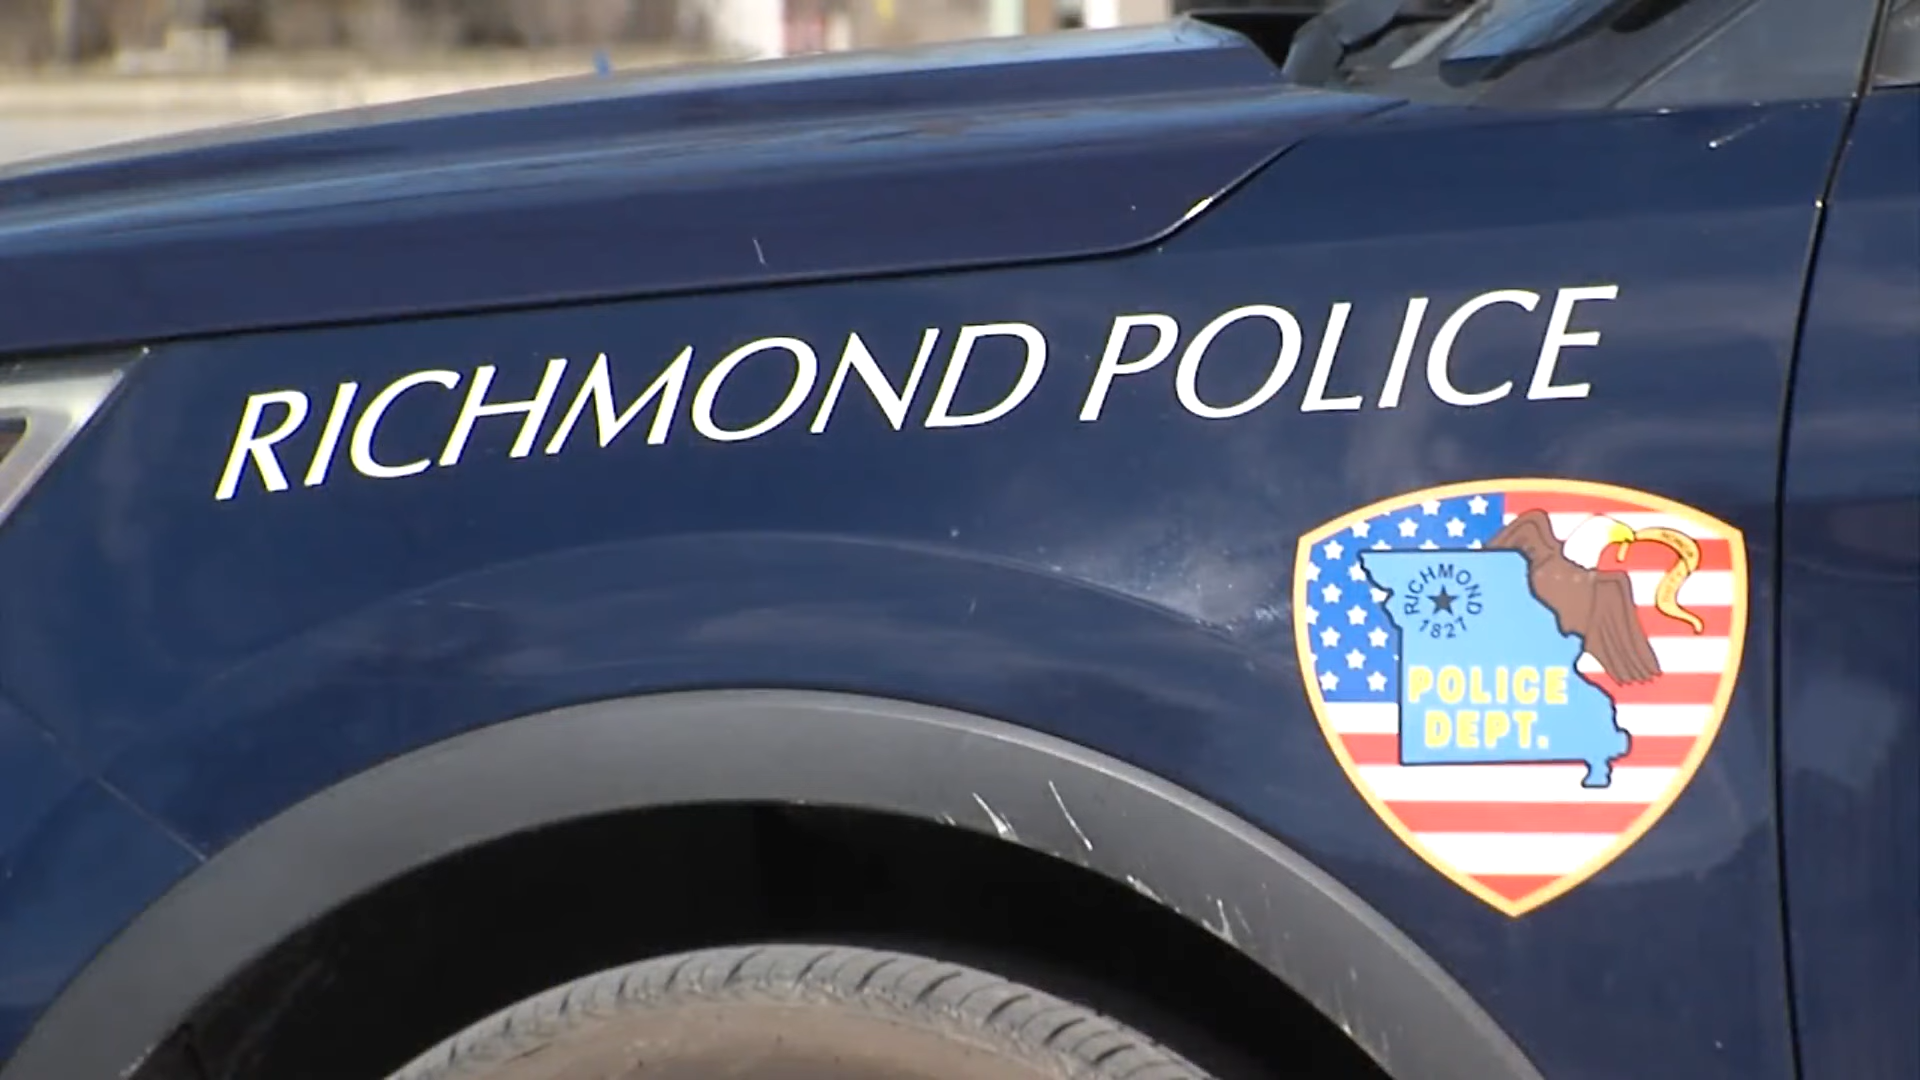 RICHMOND POLICE
RICHMOND
1827
POLICE
DEPT.